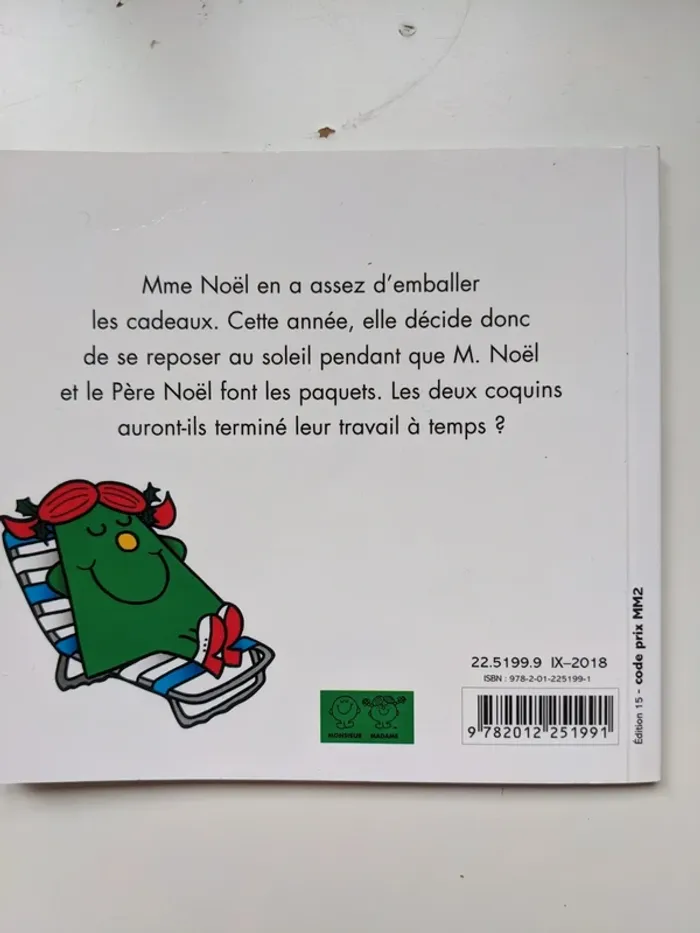 Mme Noël en a assez d'emballer
les cadeaux. Cette année, elle décide donc
de se reposer au soleil pendant que M. Noël
et le Père Noël font les paquets. Les deux coquins
auront-ils terminé leur travail à temps ?
22.5199.9 IX–2018
ISBN : 978-2-01-225199-1
9 782012 251991
Édition 15 - code prix MM2
MONSIEUR MADAME